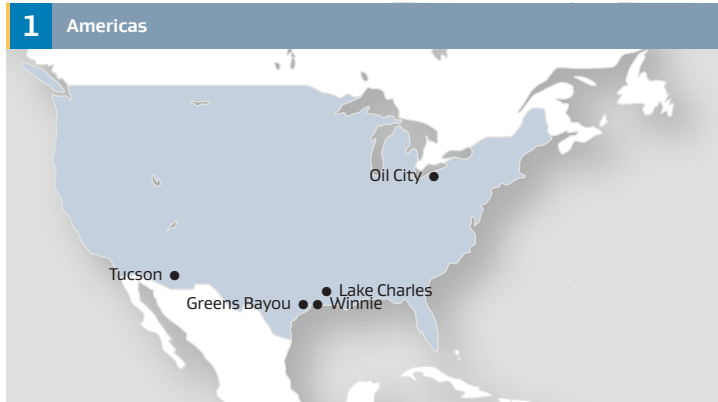 1 Americas
Oil City
Tucson
Lake Charles
Greens Bayou
Winnie